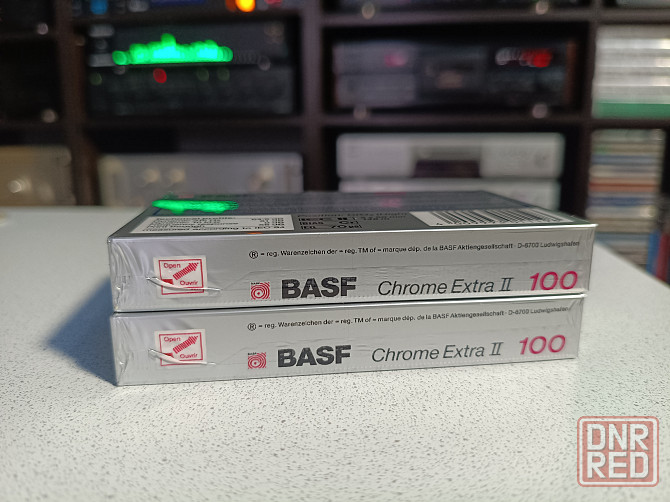 Open
Ouvrir
® = reg. Warenzeichen der = reg. TM of = marque dép. de la BASF Aktiengesellschaft · D-6700 Ludwigshafen
BASF Chrome Extra II 100
Open
Ouvrir
® = reg. Warenzeichen der = reg. TM of = marque dép. de la BASF Aktiengesellschaft · D-6700 Ludwigshafen
BASF Chrome Extra II 100
DNR
RED